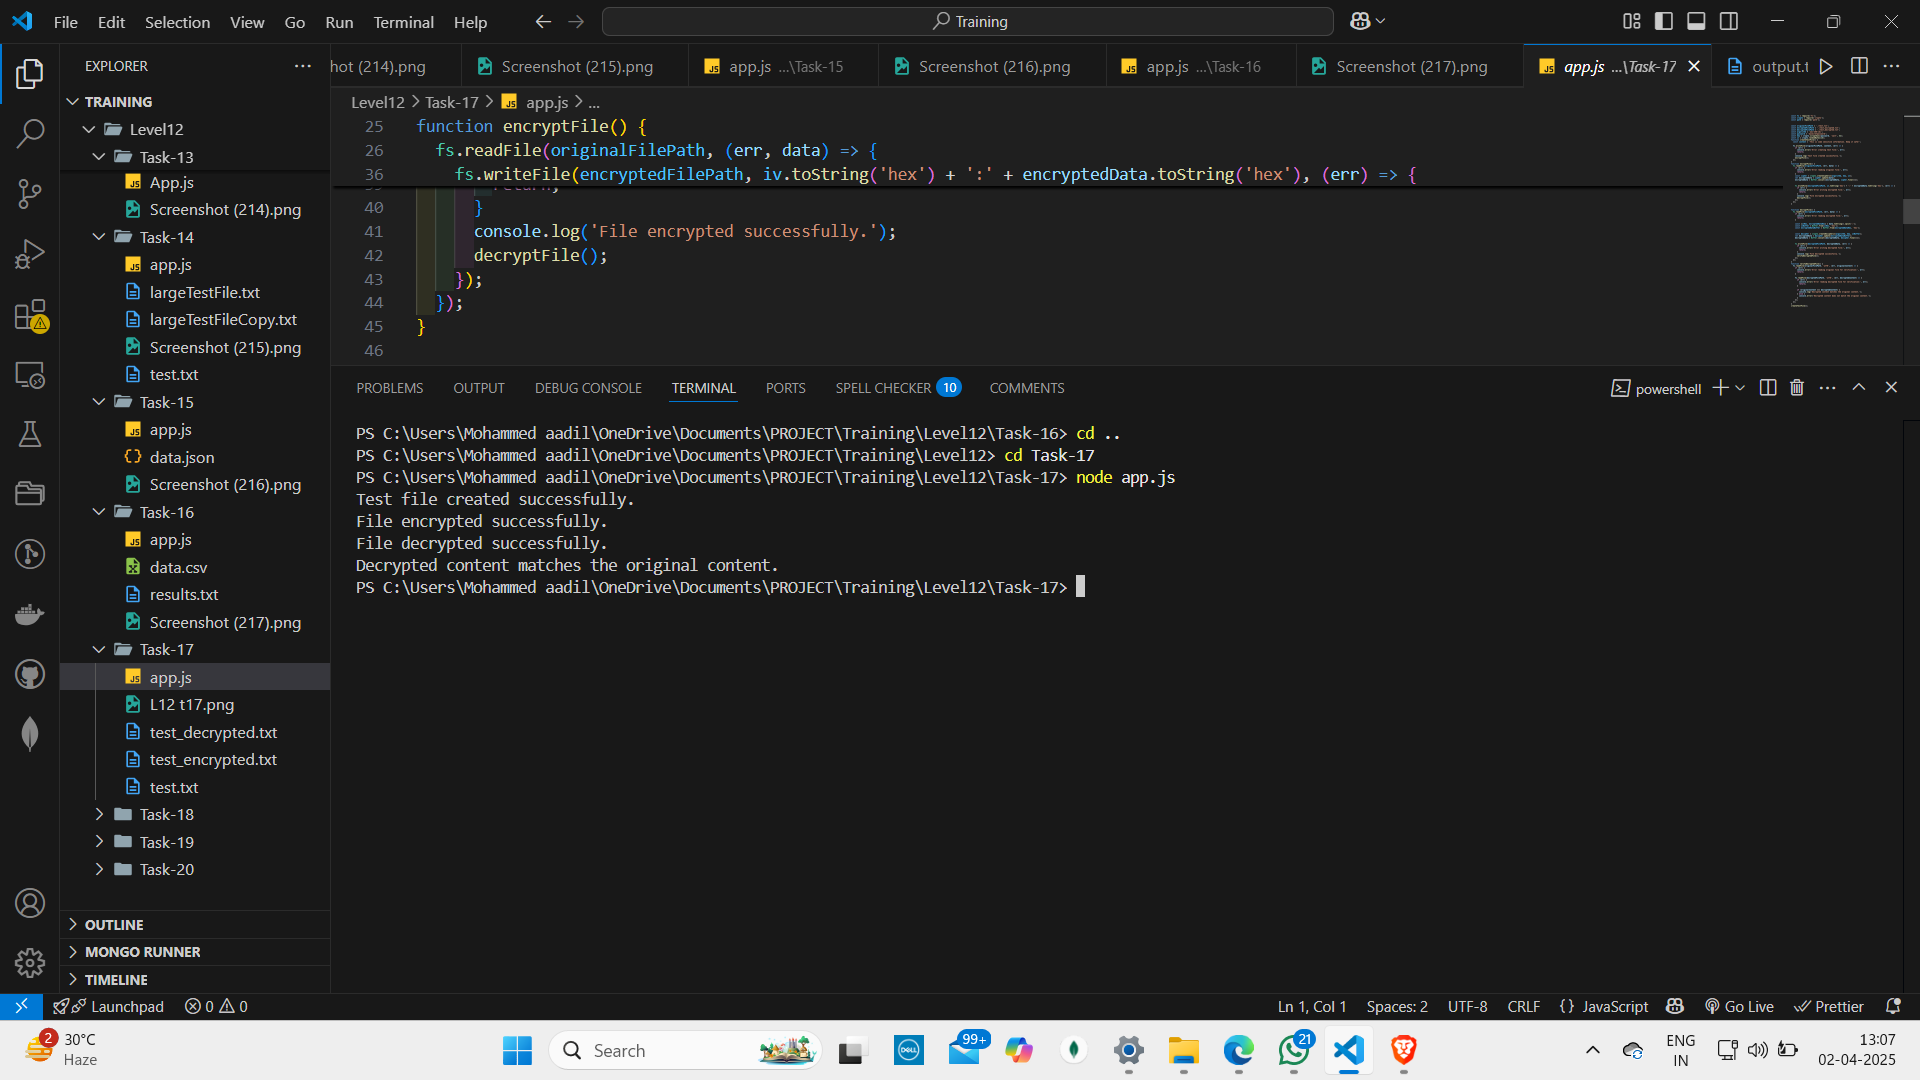 File Edit Selection View Go Run Terminal Help
Training
EXPLORER
hot (214).png
Screenshot (215).png
app.js ...\Task-15
Screenshot (216).png
app.js ...\Task-16
Screenshot (217).png
app.js ...\Task-17
output.t
TRAINING
Level12
Task-13
App.js
Screenshot (214).png
Task-14
app.js
largeTestFile.txt
largeTestFileCopy.txt
Screenshot (215).png
test.txt
Task-15
app.js
data.json
Screenshot (216).png
Task-16
app.js
data.csv
results.txt
Screenshot (217).png
Task-17
app.js
L12 t17.png
test_decrypted.txt
test_encrypted.txt
test.txt
Task-18
Task-19
Task-20
OUTLINE
MONGO RUNNER
TIMELINE
Level12 > Task-17 > JS app.js > ...
25 function encryptFile() {
26 fs.readFile(originalFilePath, (err, data) => {
36 fs.writeFile(encryptedFilePath, iv.toString('hex') + ':' + encryptedData.toString('hex'), (err) => {
40 }
41 console.log('File encrypted successfully.');
42 decryptFile();
43 });
44 });
45 }
46
PROBLEMS OUTPUT DEBUG CONSOLE TERMINAL PORTS SPELL CHECKER 10 COMMENTS
powershell
PS C:\Users\Mohammed aadil\OneDrive\Documents\PROJECT\Training\Level12\Task-16> cd ..
PS C:\Users\Mohammed aadil\OneDrive\Documents\PROJECT\Training\Level12> cd Task-17
PS C:\Users\Mohammed aadil\OneDrive\Documents\PROJECT\Training\Level12\Task-17> node app.js
Test file created successfully.
File encrypted successfully.
File decrypted successfully.
Decrypted content matches the original content.
PS C:\Users\Mohammed aadil\OneDrive\Documents\PROJECT\Training\Level12\Task-17>
Launchpad 0 0
Ln 1, Col 1 Spaces: 2 UTF-8 CRLF {} JavaScript Go Live Prettier
2 30°C
Haze
Search
DELL
99+
21
ENG
IN
13:07
02-04-2025